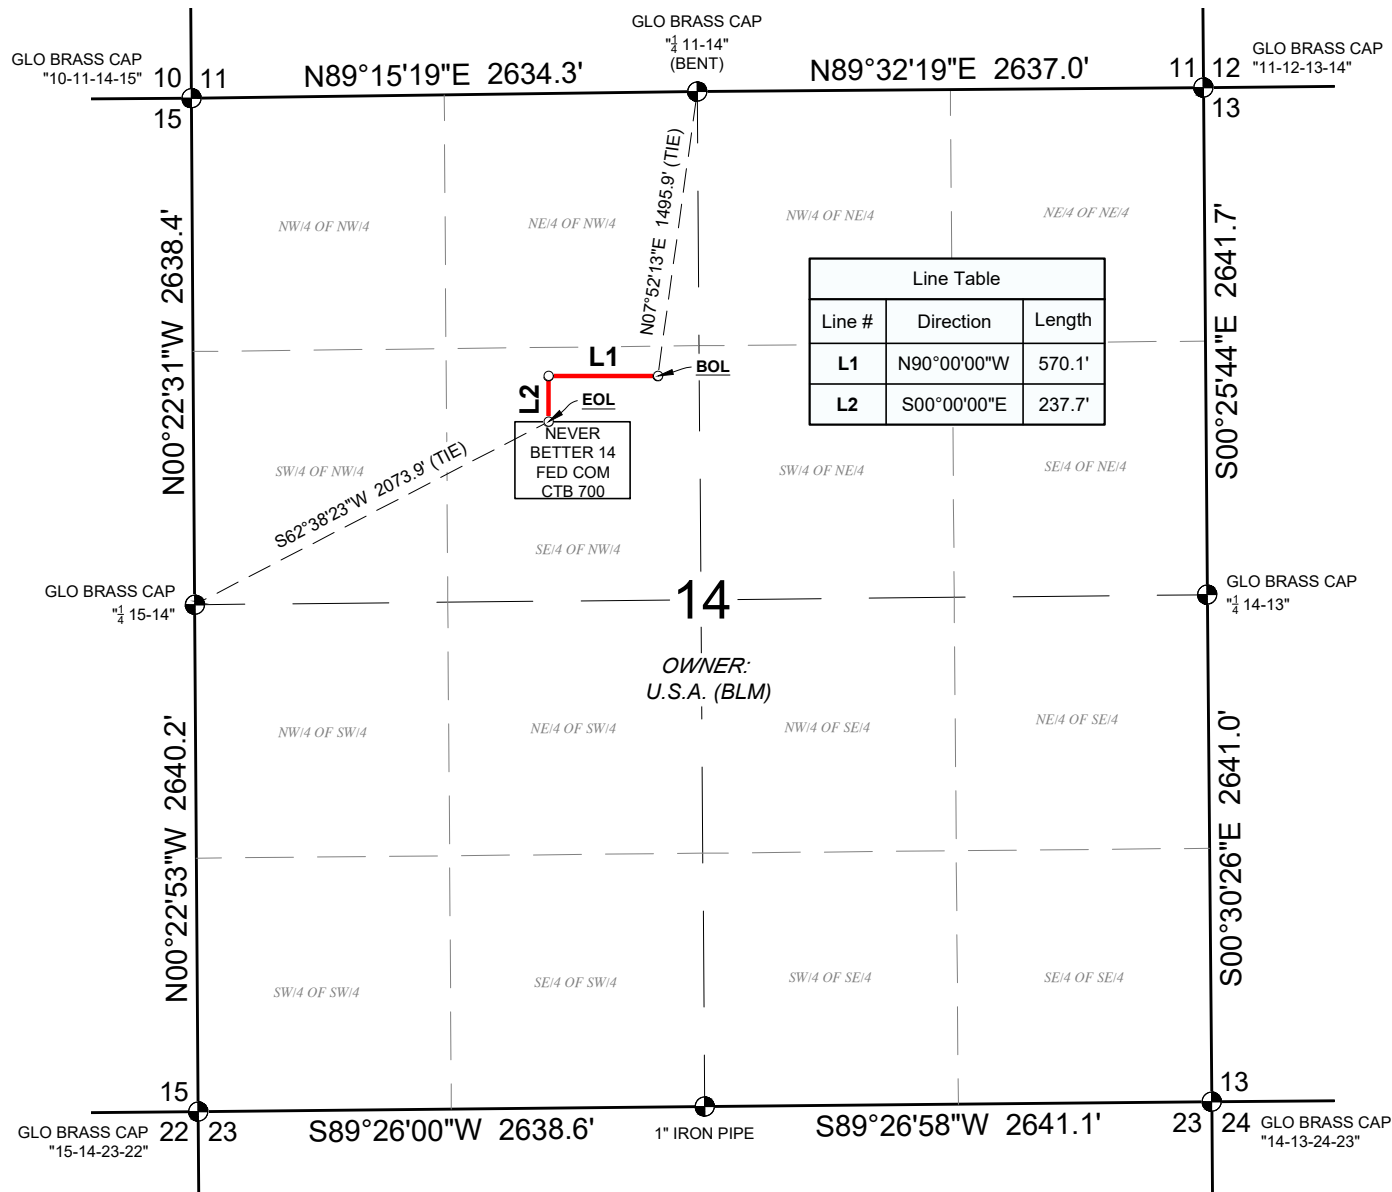 GLO BRASS CAP
"1/4 11-14"
(BENT)
GLO BRASS CAP
"10-11-14-15"
10
11
15
N89°15'19"E 2634.3'
N89°32'19"E 2637.0'
11
12
13
GLO BRASS CAP
"11-12-13-14"
N07°52'13"E 1495.9' (TIE)
NW/4 OF NW/4
NE/4 OF NW/4
NW/4 OF NE/4
NE/4 OF NE/4
N00°22'31"W 2638.4'
S00°25'44"E 2641.7'
Line Table
Line # Direction Length
L1 N90°00'00"W 570.1'
L2 S00°00'00"E 237.7'
L1
BOL
L2
EOL
NEVER
BETTER 14
FED COM
CTB 700
S62°38'23"W 2073.9' (TIE)
SW/4 OF NW/4
SE/4 OF NW/4
SW/4 OF NE/4
SE/4 OF NE/4
GLO BRASS CAP
"1/4 15-14"
14
GLO BRASS CAP
"1/4 14-13"
OWNER:
U.S.A. (BLM)
NW/4 OF SW/4
NE/4 OF SW/4
NW/4 OF SE/4
NE/4 OF SE/4
N00°22'53"W 2640.2'
S00°30'26"E 2641.0'
SW/4 OF SW/4
SE/4 OF SW/4
SW/4 OF SE/4
SE/4 OF SE/4
15
22
23
GLO BRASS CAP
"15-14-23-22"
S89°26'00"W 2638.6'
1" IRON PIPE
S89°26'58"W 2641.1'
13
23
24
GLO BRASS CAP
"14-13-24-23"